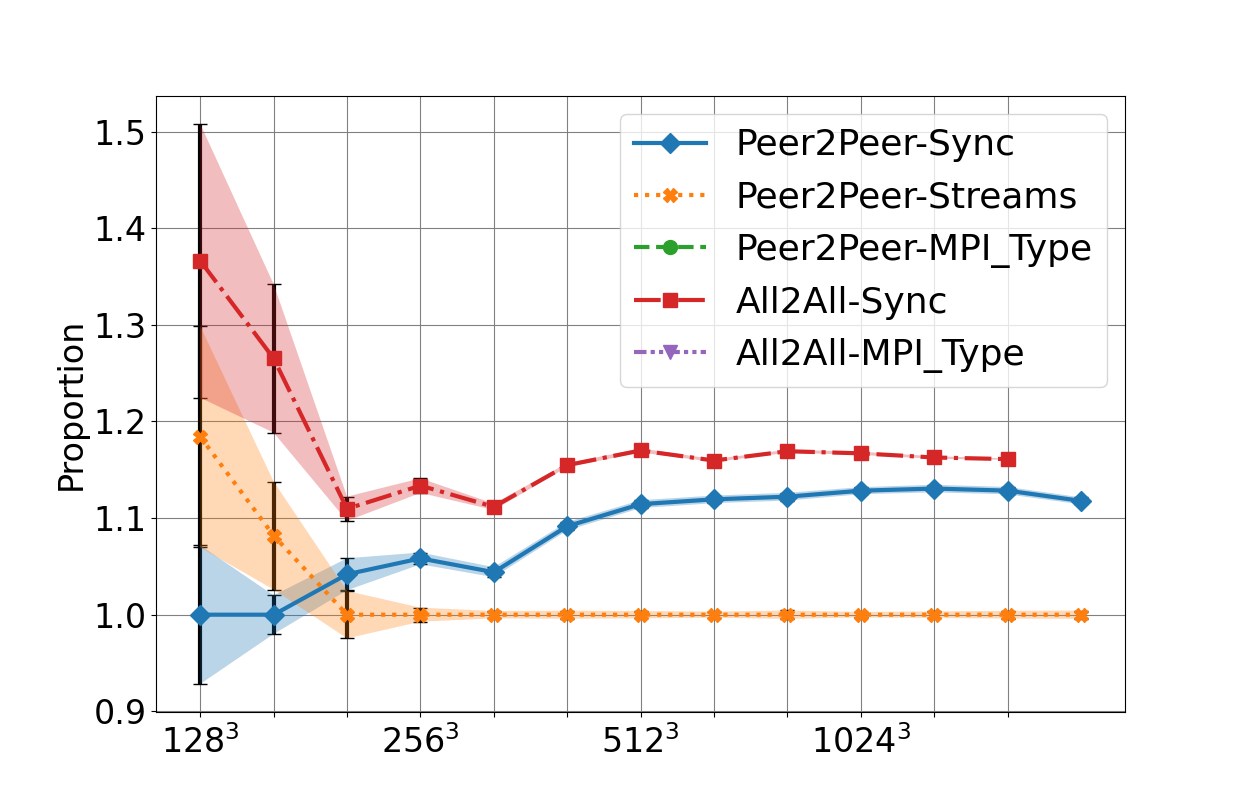 Proportion
1.5
1.4
1.3
1.2
1.1
1.0
0.9
128³
256³
512³
1024³
Peer2Peer-Sync
Peer2Peer-Streams
Peer2Peer-MPI_Type
All2All-Sync
All2All-MPI_Type